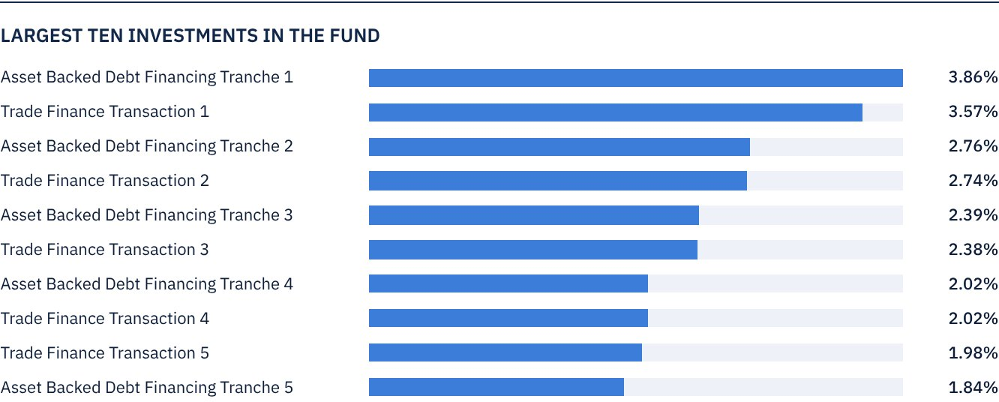 LARGEST TEN INVESTMENTS IN THE FUND
Asset Backed Debt Financing Tranche 1 3.86%
Trade Finance Transaction 1 3.57%
Asset Backed Debt Financing Tranche 2 2.76%
Trade Finance Transaction 2 2.74%
Asset Backed Debt Financing Tranche 3 2.39%
Trade Finance Transaction 3 2.38%
Asset Backed Debt Financing Tranche 4 2.02%
Trade Finance Transaction 4 2.02%
Trade Finance Transaction 5 1.98%
Asset Backed Debt Financing Tranche 5 1.84%